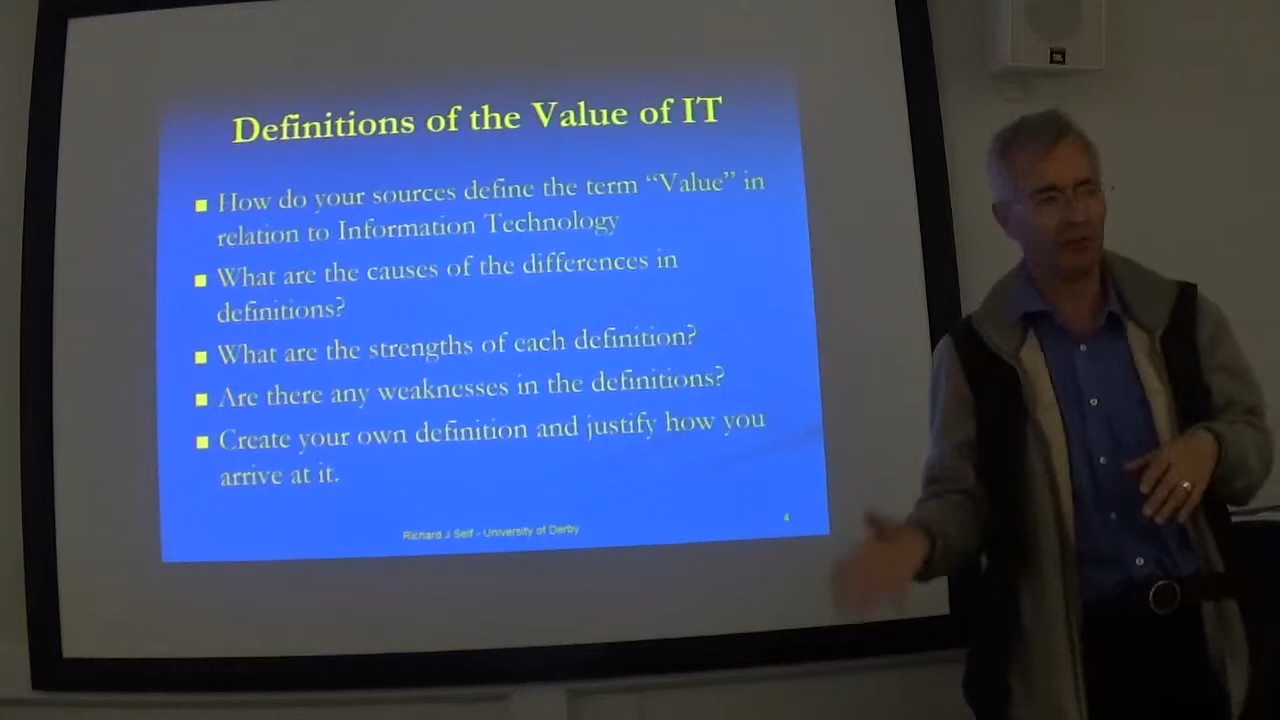 Definitions of the Value of IT
How do your sources define the term “Value” in
relation to Information Technology
What are the causes of the differences in
definitions?
What are the strengths of each definition?
Are there any weaknesses in the definitions?
Create your own definition and justify how you
arrive at it.
Richard J Self - University of Derby
4
JBL